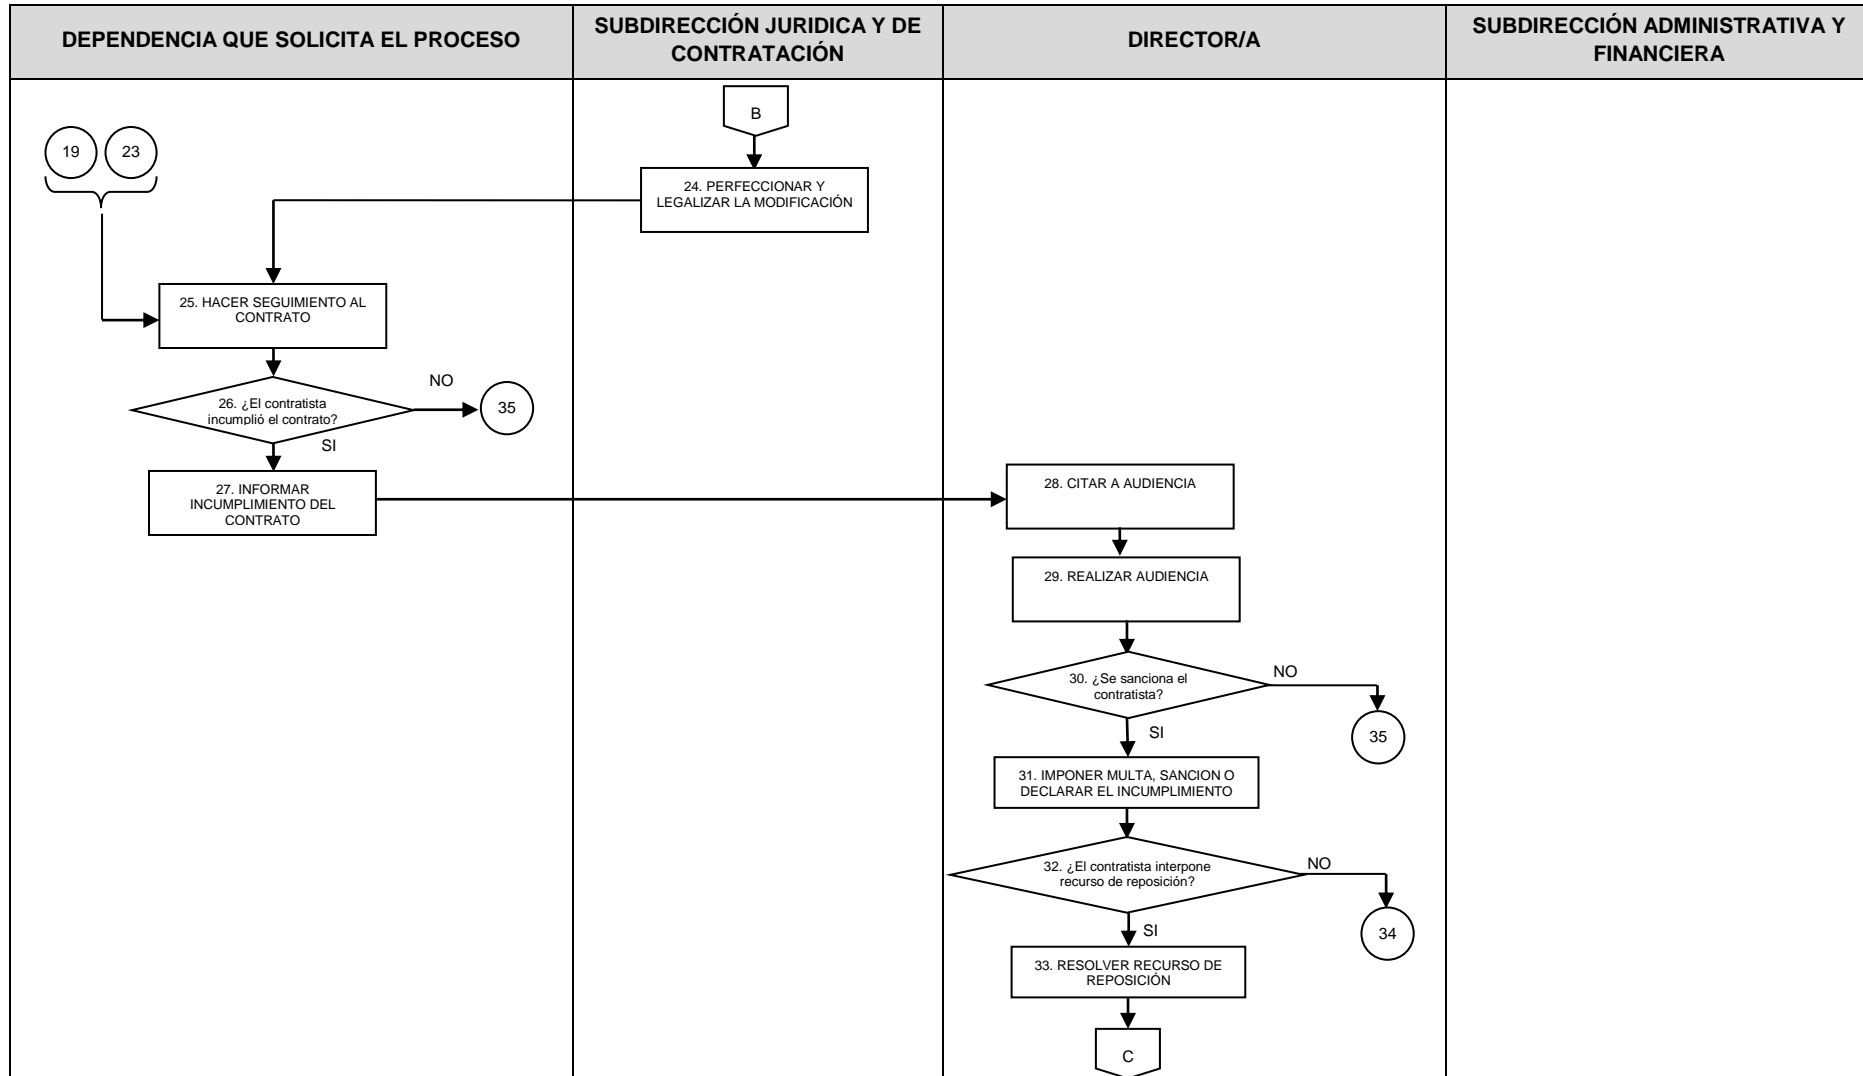 DEPENDENCIA QUE SOLICITA EL PROCESO
SUBDIRECCIÓN JURIDICA Y DE
CONTRATACIÓN
DIRECTOR/A
SUBDIRECCIÓN ADMINISTRATIVA Y
FINANCIERA
B
19
23
24. PERFECCIONAR Y
LEGALIZAR LA MODIFICACIÓN
25. HACER SEGUIMIENTO AL
CONTRATO
26. ¿El contratista
incumplió el contrato?
NO
35
SI
27. INFORMAR
INCUMPLIMIENTO DEL
CONTRATO
28. CITAR A AUDIENCIA
29. REALIZAR AUDIENCIA
30. ¿Se sanciona el
contratista?
NO
35
SI
31. IMPONER MULTA, SANCION O
DECLARAR EL INCUMPLIMIENTO
32. ¿El contratista interpone
recurso de reposición?
NO
34
SI
33. RESOLVER RECURSO DE
REPOSICIÓN
C